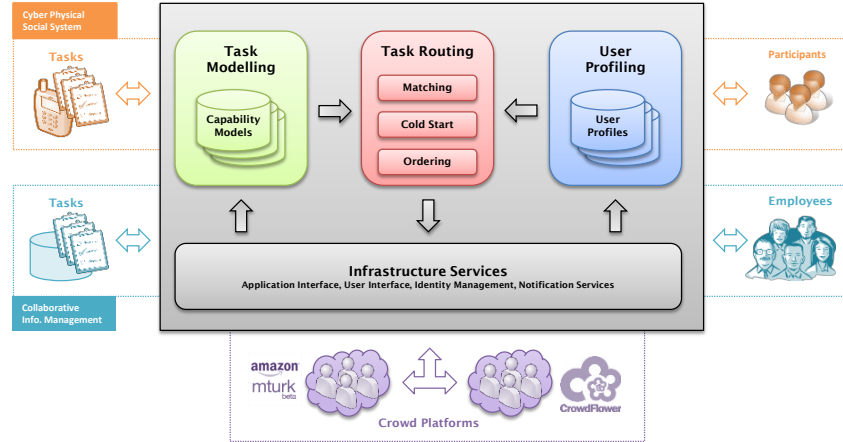 Cyber Physical
Social System
Tasks
Task
Modelling
Capability
Models
Task Routing
Matching
Cold Start
Ordering
User
Profiling
User
Profiles
Participants
Tasks
Employees
Infrastructure Services
Application Interface, User Interface, Identity Management, Notification Services
Collaborative
Info. Management
amazon
mturk
beta
CrowdFlower
Crowd Platforms